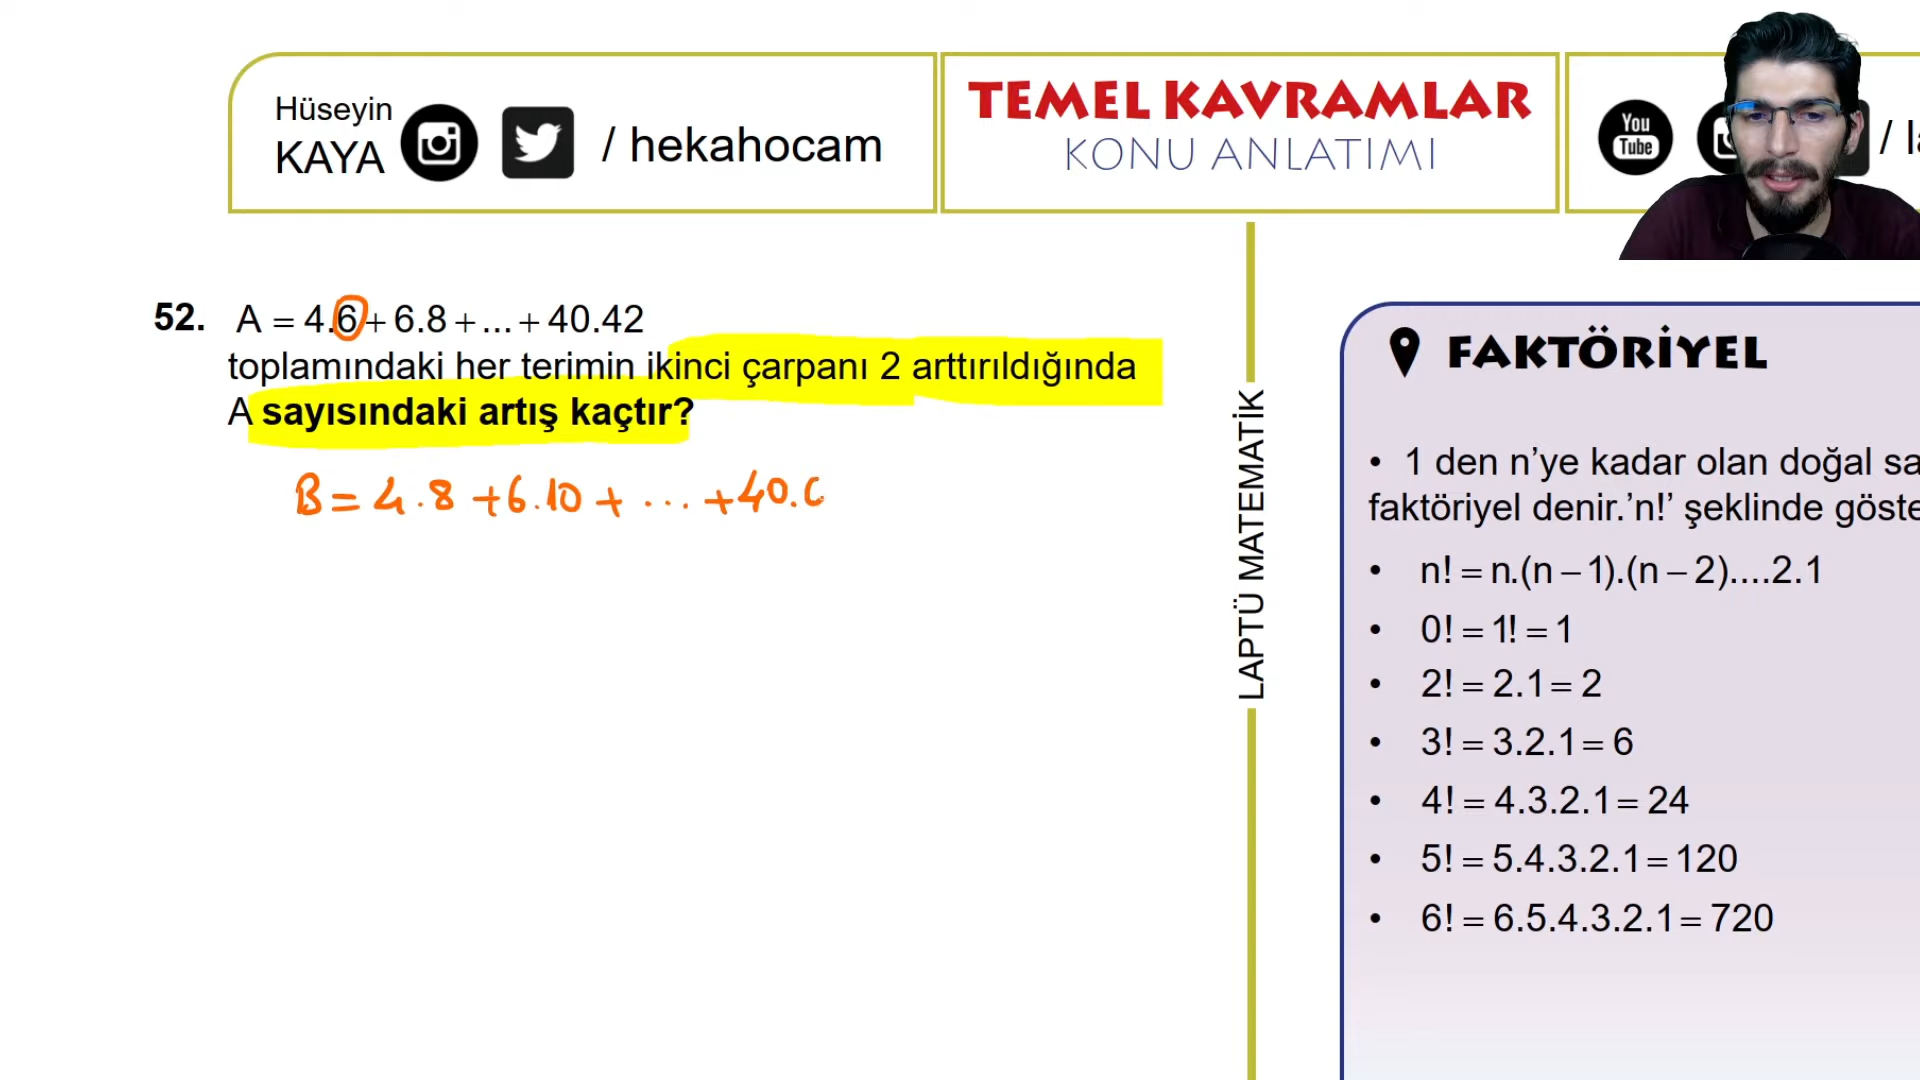 Hüseyin
KAYA
/ hekahocam
TEMEL KAVRAMLAR
KONU ANLATIMI
You
Tube
/ la
52. A = 4.6 + 6.8 + ... + 40.42
toplamındaki her terimin ikinci çarpanı 2 arttırıldığında
A sayısındaki artış kaçtır?
B = 4.8 + 6.10 + ... + 40.
LAPTÜ MATEMATİK
FAKTÖRİYEL
• 1 den n’ye kadar olan doğal sa
faktöriyel denir.’n!’ şeklinde göste
• n! = n.(n – 1).(n – 2)....2.1
• 0! = 1! = 1
• 2! = 2.1 = 2
• 3! = 3.2.1 = 6
• 4! = 4.3.2.1 = 24
• 5! = 5.4.3.2.1 = 120
• 6! = 6.5.4.3.2.1 = 720